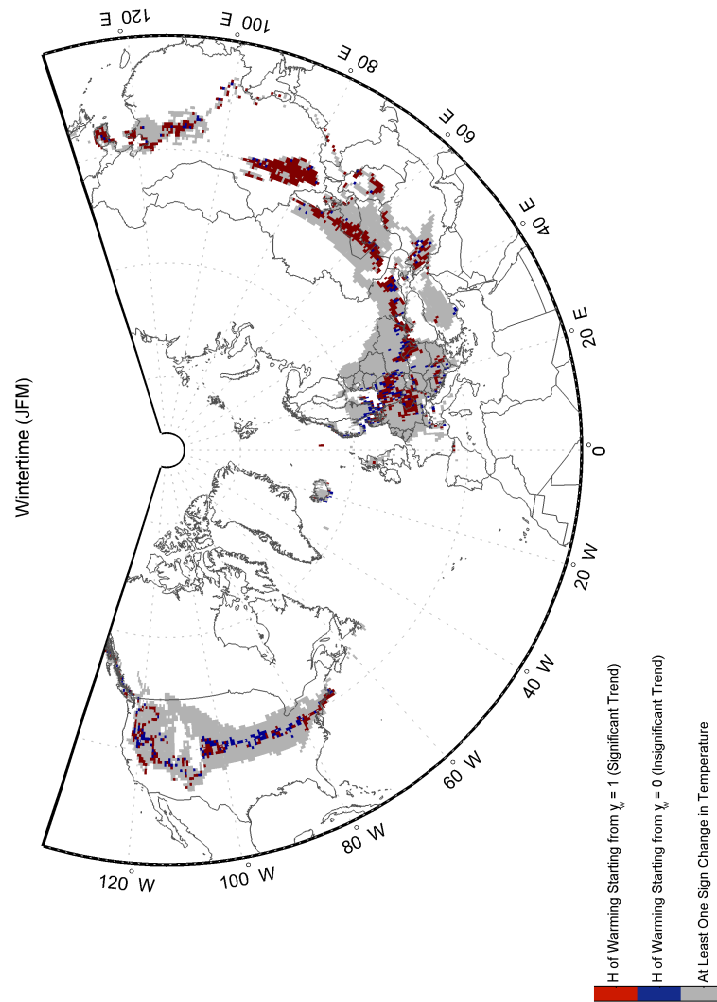 Wintertime (JFM)
120 E
100 E
80 E
60 E
40 E
20 E
0
20 W
40 W
60 W
80 W
100 W
120 W
H of Warming Starting from γw = 1 (Significant Trend)
H of Warming Starting from γw = 0 (Insignificant Trend)
At Least One Sign Change in Temperature